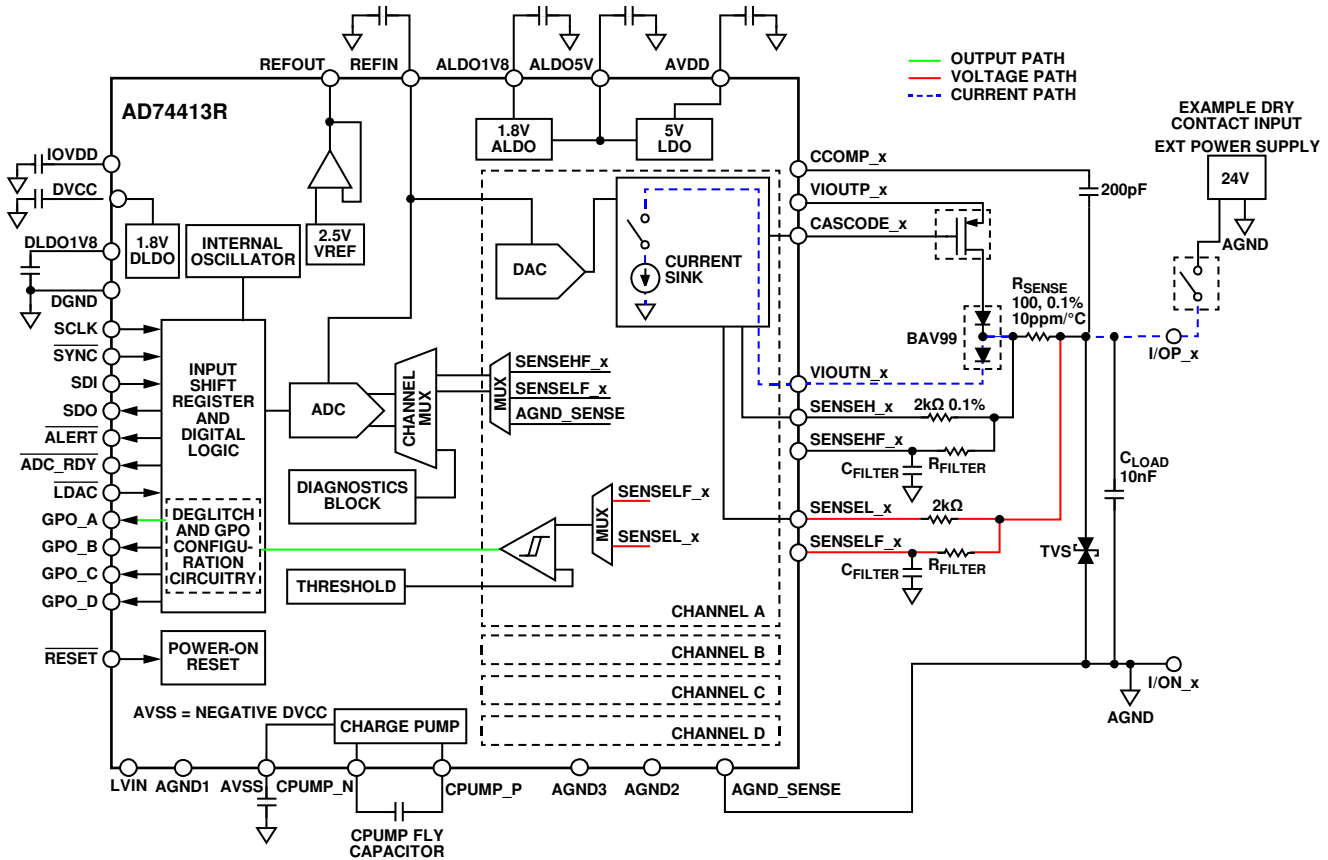 REFOUT
REFIN
ALDO1V8
ALDO5V
AVDD
OUTPUT PATH
VOLTAGE PATH
CURRENT PATH
AD74413R
EXAMPLE DRY
CONTACT INPUT
EXT POWER SUPPLY
24V
AGND
IOVDD
DVCC
DLDO1V8
DGND
SCLK
SYNC
SDI
SDO
ALERT
ADC_RDY
LDAC
GPO_A
GPO_B
GPO_C
GPO_D
RESET
1.8V
DLDO
INTERNAL
OSCILLATOR
2.5V
VREF
1.8V
ALDO
5V
LDO
INPUT
SHIFT
REGISTER
AND
DIGITAL
LOGIC
DEGLITCH
AND GPO
CONFIGU-
RATION
CIRCUITRY
POWER-ON
RESET
ADC
CHANNEL
MUX
DIAGNOSTICS
BLOCK
THRESHOLD
DAC
CURRENT
SINK
MUX
SENSEHF_x
SENSELF_x
AGND_SENSE
MUX
SENSELF_x
SENSEL_x
CHANNEL A
CHANNEL B
CHANNEL C
CHANNEL D
CCOMP_x
VIOUTP_x
CASCODE_x
VIOUTN_x
SENSEH_x
SENSEHF_x
SENSEL_x
SENSELF_x
200pF
RSENSE
100, 0.1%
10ppm/°C
BAV99
I/OP_x
2kΩ 0.1%
CFILTER
RFILTER
2kΩ
CFILTER
RFILTER
CLOAD
10nF
TVS
I/ON_x
AGND
AVSS = NEGATIVE DVCC
CHARGE PUMP
LVIN
AGND1
AVSS
CPUMP_N
CPUMP_P
AGND3
AGND2
AGND_SENSE
CPUMP FLY
CAPACITOR